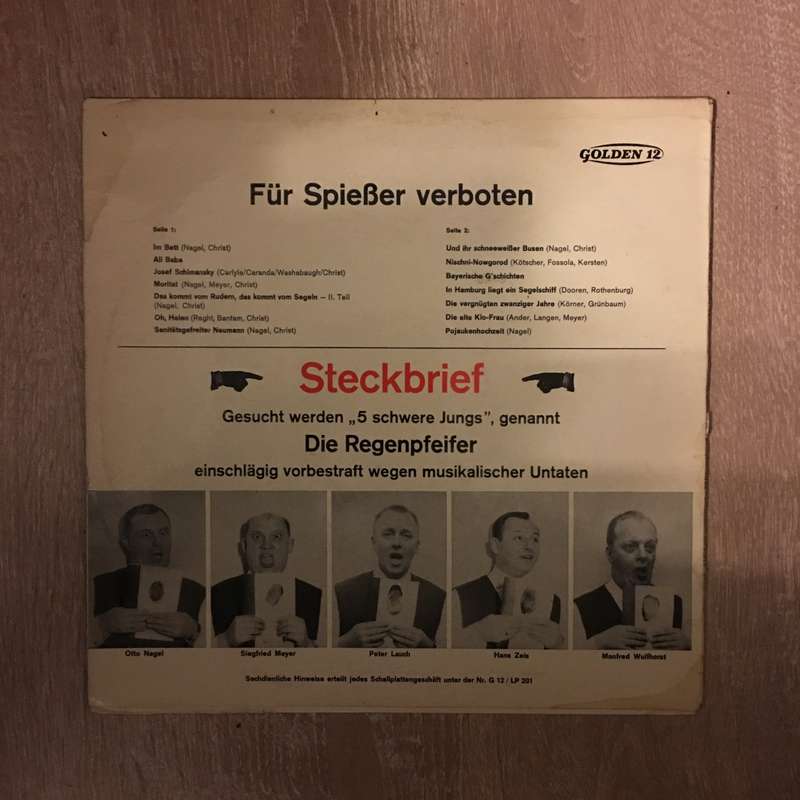 GOLDEN 12
Für Spießer verboten
Seite 1:
Im Bett (Nagel, Christ)
Ali Baba
Josef Schimansky (Carlyle/Caranda/Washabaugh/Christ)
Moritat (Nagel, Meyer, Christ)
Das kommt vom Rudern, das kommt vom Segeln – II. Teil
(Nagel, Christ)
Oh, Helen (Raght, Bantam, Christ)
Sanitätsgefreiter Neumann (Nagel, Christ)
Seite 2:
Und ihr schneeweißer Busen (Nagel, Christ)
Nischni-Nowgorod (Kötscher, Fossola, Kersten)
Bayerische G'schichten
In Hamburg liegt ein Segelschiff (Dooren, Rothenburg)
Die vergnügten zwanziger Jahre (Körner, Grünbaum)
Die alte Klo-Frau (Ander, Langen, Meyer)
Pojaukenhochzeit (Nagel)
Steckbrief
Gesucht werden „5 schwere Jungs", genannt
Die Regenpfeifer
einschlägig vorbestraft wegen musikalischer Untaten
Otto Nagel
Siegfried Meyer
Peter Lauch
Hans Zeis
Manfred Wulfhorst
Sachdienliche Hinweise erteilt jedes Schallplattengeschäft unter der Nr. G 12 / LP 201